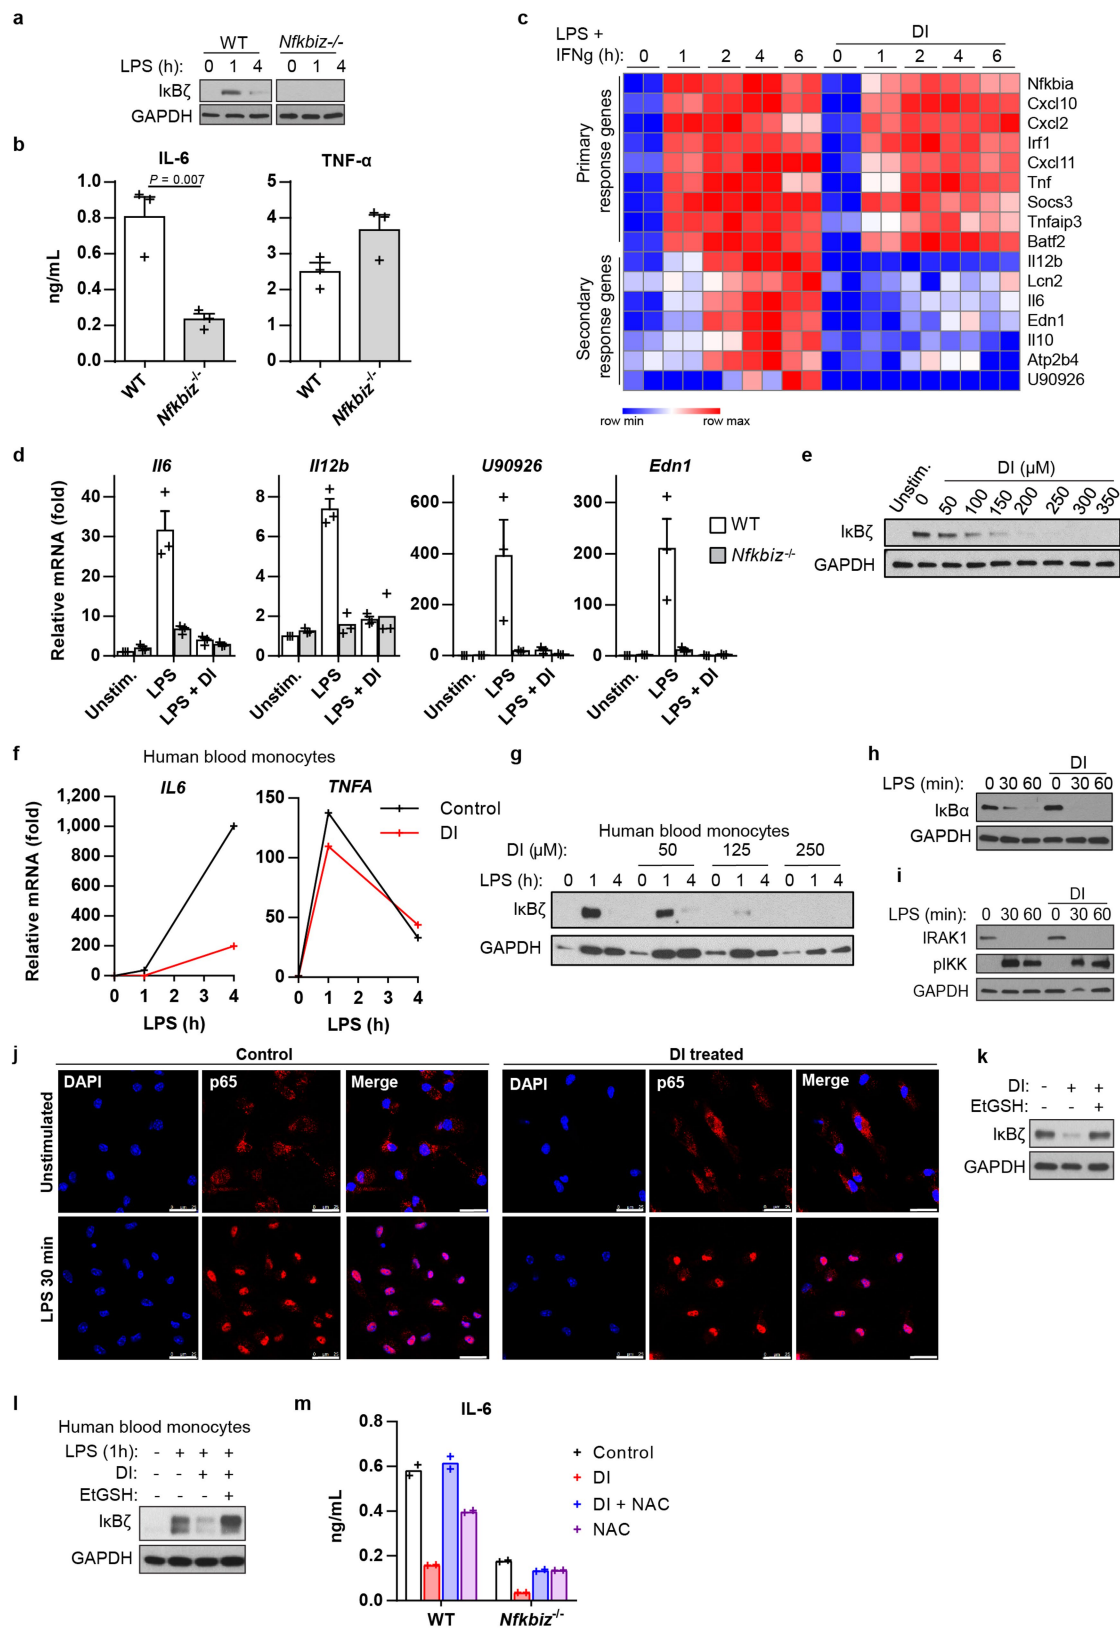 a
WT Nfkbiz-/-
LPS (h): 0 1 4 0 1 4
IκBζ
GAPDH
b
IL-6
P = 0.007
ng/mL
1.0
0.8
0.6
0.4
0.2
0.0
WT
Nfkbiz-/-
TNF-α
5
4
3
2
1
0
WT
Nfkbiz-/-
c
LPS +
IFNg (h): 0 1 2 4 6
DI
0 1 2 4 6
Primary
response genes
Secondary
response genes
Nfkbia
Cxcl10
Cxcl2
Irf1
Cxcl11
Tnf
Socs3
Tnfaip3
Batf2
Il12b
Lcn2
Il6
Edn1
Il10
Atp2b4
U90926
row min row max
d
Relative mRNA (fold)
Il6
40
30
20
10
0
Unstim.
LPS
LPS + DI
Il12b
8
6
4
2
0
Unstim.
LPS
LPS + DI
U90926
600
400
200
0
Unstim.
LPS
LPS + DI
Edn1
300
200
100
0
Unstim.
LPS
LPS + DI
WT
Nfkbiz-/-
e
DI (µM)
Unstim. 0 50 100 150 200 250 300 350
IκBζ
GAPDH
f
Human blood monocytes
Relative mRNA (fold)
IL6
1,200
1,000
800
600
400
200
0
0 1 2 3 4
LPS (h)
TNFA
150
100
50
0
0 1 2 3 4
LPS (h)
Control
DI
g
Human blood monocytes
DI (µM): 50 125 250
LPS (h): 0 1 4 0 1 4 0 1 4 0 1 4
IκBζ
GAPDH
h
DI
LPS (min): 0 30 60 0 30 60
IκBα
GAPDH
i
DI
LPS (min): 0 30 60 0 30 60
IRAK1
pIKK
GAPDH
j
Control
DI treated
Unstimulated
LPS 30 min
DAPI p65 Merge
DAPI p65 Merge
k
DI: - + +
EtGSH: - - +
IκBζ
GAPDH
l
Human blood monocytes
LPS (1h): - + + +
DI: - - + +
EtGSH: - - - +
IκBζ
GAPDH
m
IL-6
ng/mL
0.8
0.6
0.4
0.2
0.0
WT Nfkbiz-/-
Control
DI
DI + NAC
NAC